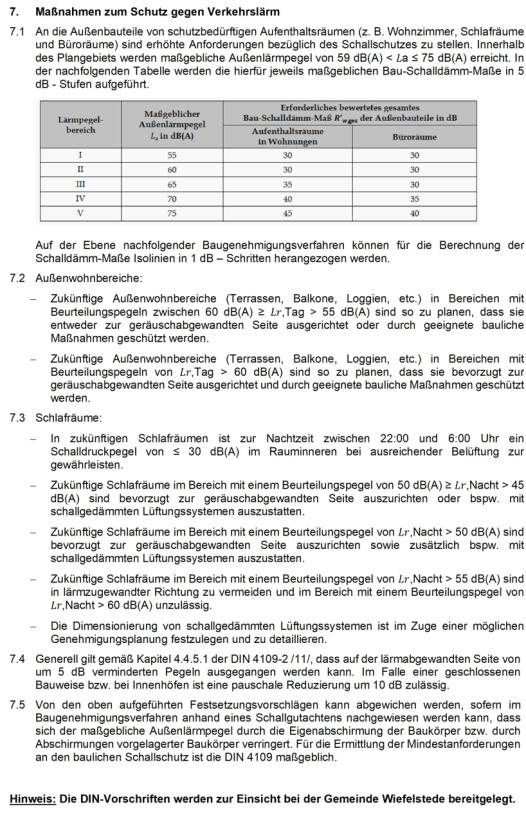 7. Maßnahmen zum Schutz gegen Verkehrslärm
7.1 An die Außenbauteile von schutzbedürftigen Aufenthaltsräumen (z. B. Wohnzimmer, Schlafräume
und Büroräume) sind erhöhte Anforderungen bezüglich des Schallschutzes zu stellen. Innerhalb
des Plangebiets werden maßgebliche Außenlärmpegel von 59 dB(A) < La ≤ 75 dB(A) erreicht. In
der nachfolgenden Tabelle werden die hierfür jeweils maßgeblichen Bau-Schalldämm-Maße in 5
dB - Stufen aufgeführt.
Lärmpegel-
bereich
Maßgeblicher
Außenlärmpegel
La in dB(A)
Erforderliches bewertetes gesamtes
Bau-Schalldämm-Maß R'w,ges der Außenbauteile in dB
Aufenthaltsräume
in Wohnungen
Büroräume
I 55 30 30
II 60 30 30
III 65 35 30
IV 70 40 35
V 75 45 40
Auf der Ebene nachfolgender Baugenehmigungsverfahren können für die Berechnung der
Schalldämm-Maße Isolinien in 1 dB – Schritten herangezogen werden.
7.2 Außenwohnbereiche:
– Zukünftige Außenwohnbereiche (Terrassen, Balkone, Loggien, etc.) in Bereichen mit
Beurteilungspegeln zwischen 60 dB(A) ≥ Lr,Tag > 55 dB(A) sind so zu planen, dass sie
entweder zur geräuschabgewandten Seite ausgerichtet oder durch geeignete bauliche
Maßnahmen geschützt werden.
– Zukünftige Außenwohnbereiche (Terrassen, Balkone, Loggien, etc.) in Bereichen mit
Beurteilungspegeln von Lr,Tag > 60 dB(A) sind so zu planen, dass sie bevorzugt zur
geräuschabgewandten Seite ausgerichtet und durch geeignete bauliche Maßnahmen geschützt
werden.
7.3 Schlafräume:
– In zukünftigen Schlafräumen ist zur Nachtzeit zwischen 22:00 und 6:00 Uhr ein
Schalldruckpegel von ≤ 30 dB(A) im Rauminneren bei ausreichender Belüftung zur
gewährleisten.
– Zukünftige Schlafräume im Bereich mit einem Beurteilungspegel von 50 dB(A) ≥ Lr,Nacht > 45
dB(A) sind bevorzugt zur geräuschabgewandten Seite auszurichten oder bspw. mit
schallgedämmten Lüftungssystemen auszustatten.
– Zukünftige Schlafräume im Bereich mit einem Beurteilungspegel von Lr,Nacht > 50 dB(A) sind
bevorzugt zur geräuschabgewandten Seite auszurichten sowie zusätzlich bspw. mit
schallgedämmten Lüftungssystemen auszustatten.
– Zukünftige Schlafräume im Bereich mit einem Beurteilungspegel von Lr,Nacht > 55 dB(A) sind
in lärmzugewandter Richtung zu vermeiden und im Bereich mit einem Beurteilungspegel von
Lr,Nacht > 60 dB(A) unzulässig.
– Die Dimensionierung von schallgedämmten Lüftungssystemen ist im Zuge einer möglichen
Genehmigungsplanung festzulegen und zu detaillieren.
7.4 Generell gilt gemäß Kapitel 4.4.5.1 der DIN 4109-2 /11/, dass auf der lärmabgewandten Seite von
um 5 dB verminderten Pegeln ausgegangen werden kann. Im Falle einer geschlossenen
Bauweise bzw. bei Innenhöfen ist eine pauschale Reduzierung um 10 dB zulässig.
7.5 Von den oben aufgeführten Festsetzungsvorschlägen kann abgewichen werden, sofern im
Baugenehmigungsverfahren anhand eines Schallgutachtens nachgewiesen werden kann, dass
sich der maßgebliche Außenlärmpegel durch die Eigenabschirmung der Baukörper bzw. durch
Abschirmungen vorgelagerter Baukörper verringert. Für die Ermittlung der Mindestanforderungen
an den baulichen Schallschutz ist die DIN 4109 maßgeblich.
Hinweis: Die DIN-Vorschriften werden zur Einsicht bei der Gemeinde Wiefelstede bereitgelegt.